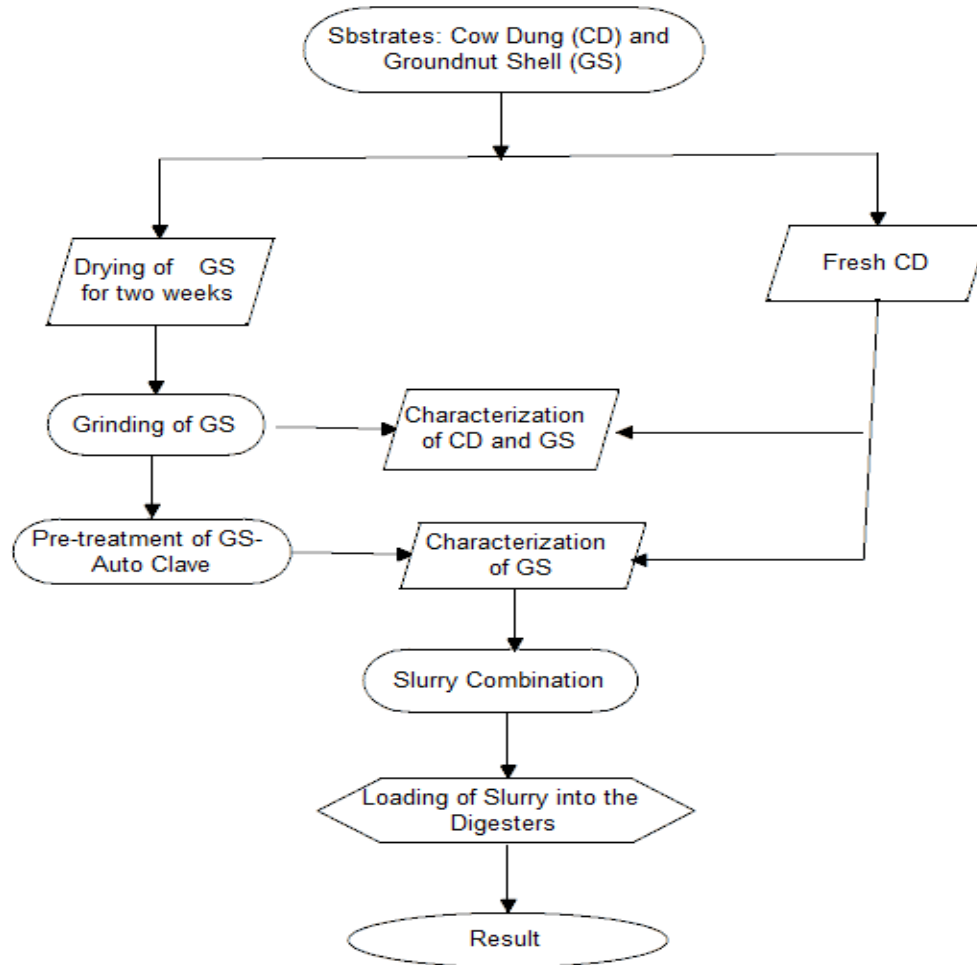 Sbstrates: Cow Dung (CD) and
Groundnut Shell (GS)
Drying of GS
for two weeks
Fresh CD
Grinding of GS
Characterization
of CD and GS
Pre-treatment of GS-
Auto Clave
Characterization
of GS
Slurry Combination
Loading of Slurry into the
Digesters
Result